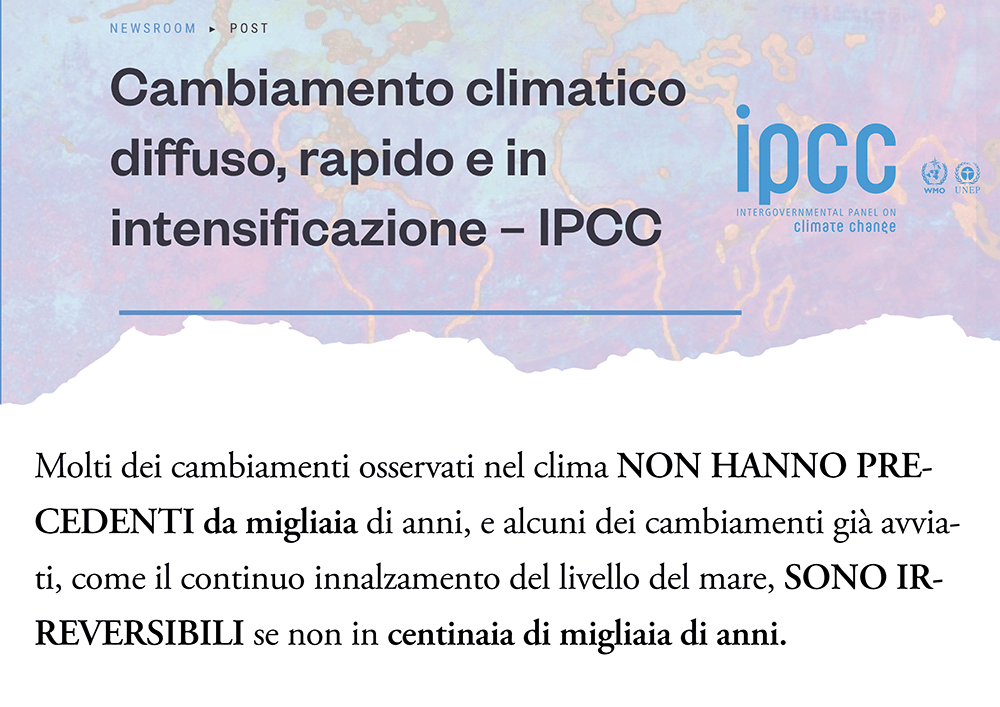 NEWSROOM ▸ POST
Cambiamento climatico
diffuso, rapido e in
intensificazione – IPCC
ipcc
INTERGOVERNMENTAL PANEL ON
climate change
WMO
UNEP
Molti dei cambiamenti osservati nel clima NON HANNO PRE-
CEDENTI da migliaia di anni, e alcuni dei cambiamenti già avvia-
ti, come il continuo innalzamento del livello del mare, SONO IR-
REVERSIBILI se non in centinaia di migliaia di anni.